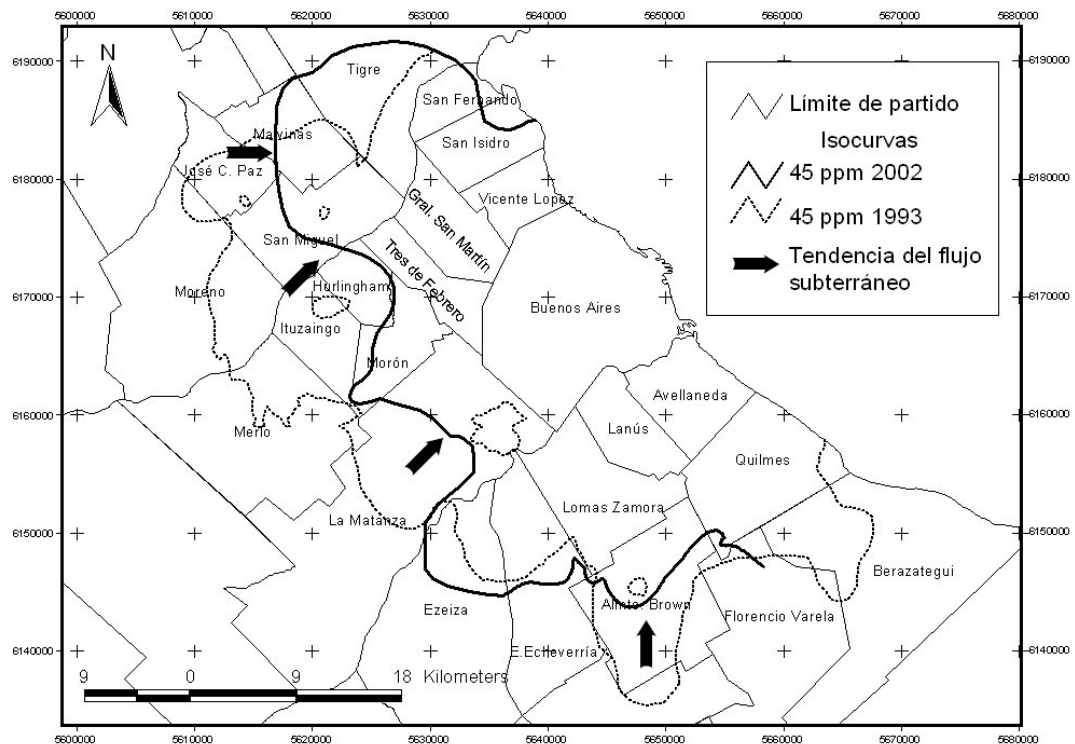 5600000 5610000 5620000 5630000 5640000 5650000 5660000 5670000 5680000
6190000
6180000
6170000
6160000
6150000
6140000
N
Tigre
San Fernando
Malvinas
San Isidro
José C. Paz
Vicente Lopez
Gral. San Martín
San Miguel
Tres de Febrero
Hurlingham
Moreno
Buenos Aires
Ituzaingo
Morón
Avellaneda
Merlo
Lanús
Quilmes
La Matanza
Lomas Zamora
Berazategui
Ezeiza
Almte. Brown
Florencio Varela
E.Echeverría
9 0 9 18 Kilometers
Límite de partido
Isocurvas
45 ppm 2002
45 ppm 1993
Tendencia del flujo
subterráneo
6190000
6180000
6170000
6160000
6150000
6140000
5600000 5610000 5620000 5630000 5640000 5650000 5660000 5670000 5680000